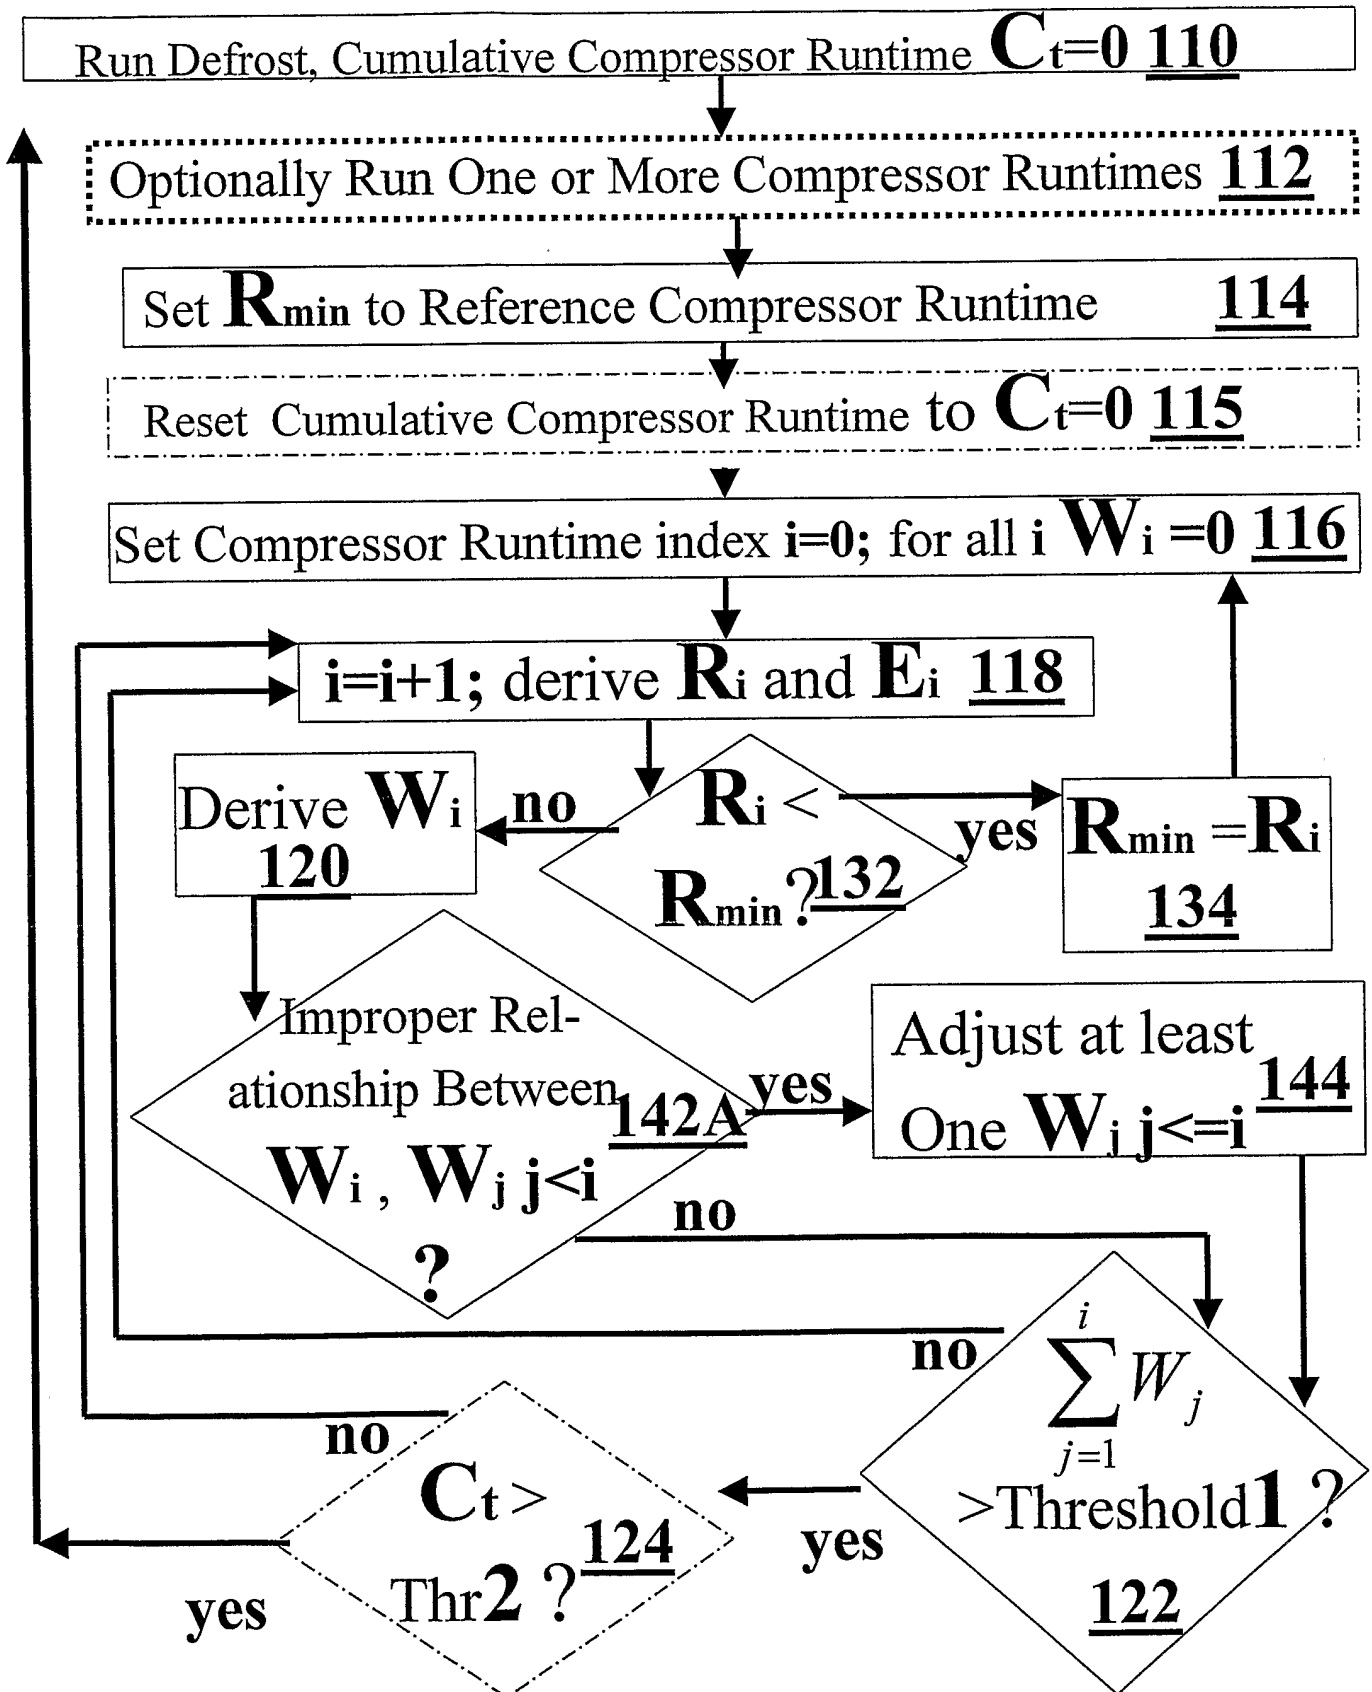 Run Defrost, Cumulative Compressor Runtime Ct=0 110
Optionally Run One or More Compressor Runtimes 112
Set Rmin to Reference Compressor Runtime 114
Reset Cumulative Compressor Runtime to Ct=0 115
Set Compressor Runtime index i=0; for all i Wi =0 116
i=i+1; derive Ri and Ei 118
Derive Wi
120
no
Ri <
Rmin ? 132
yes
Rmin =Ri
134
Improper Rel-
ationship Between
Wi , Wj j<i
?
142A
yes
Adjust at least
One Wj j<=i
144
no
i
∑ Wj
j=1
>Threshold1 ?
122
no
yes
no
Ct >
Thr2 ?
124
yes